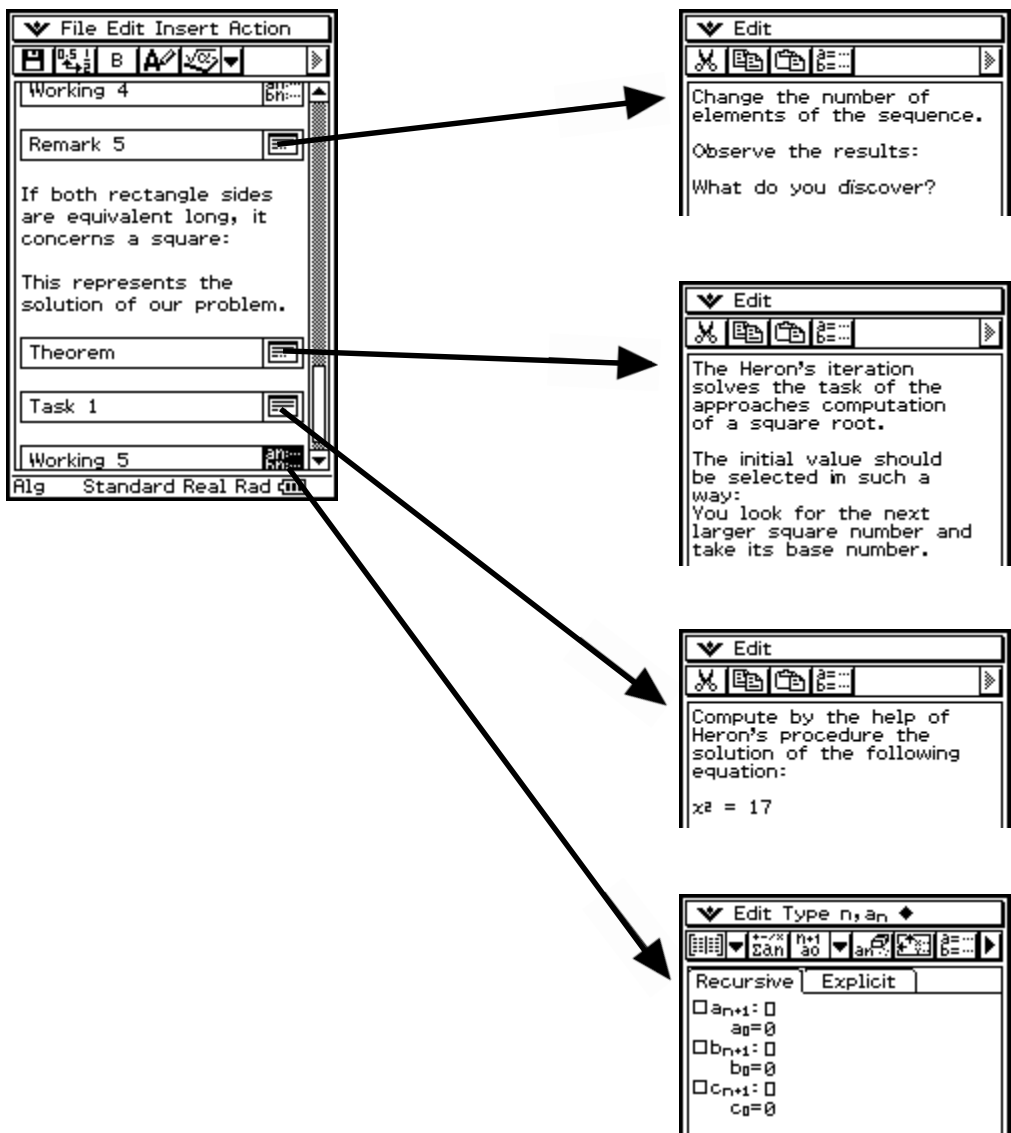 File Edit Insert Action
B
Working 4
Remark 5
If both rectangle sides
are equivalent long, it
concerns a square:
This represents the
solution of our problem.
Theorem
Task 1
Working 5
Alg Standard Real Rad
Edit
Change the number of
elements of the sequence.
Observe the results:
What do you discover?
Edit
The Heron's iteration
solves the task of the
approaches computation
of a square root.
The initial value should
be selected in such a
way:
You look for the next
larger square number and
take its base number.
Edit
Compute by the help of
Heron's procedure the
solution of the following
equation:
x² = 17
Edit Type n,aₙ ◆
Recursive Explicit
□aₙ₊₁:▯
a₀=0
□bₙ₊₁:▯
b₀=0
□cₙ₊₁:▯
c₀=0